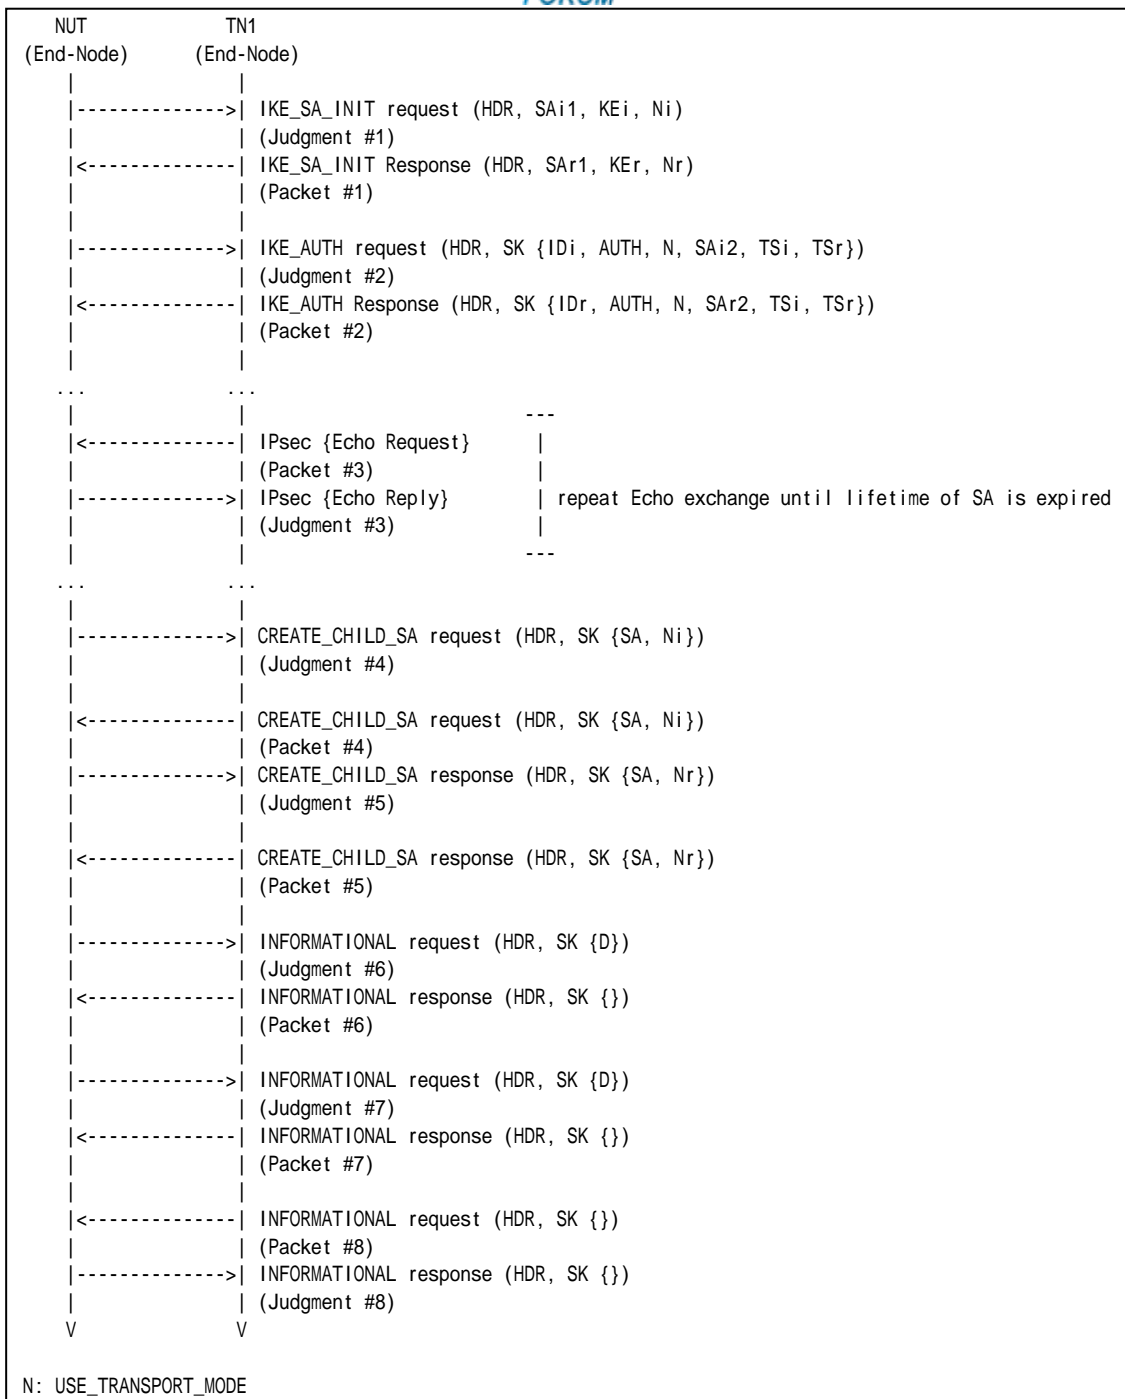 FORUM
NUT TN1
(End-Node) (End-Node)
| |
|-------------->| IKE_SA_INIT request (HDR, SAi1, KEi, Ni)
| | (Judgment #1)
|<--------------| IKE_SA_INIT Response (HDR, SAr1, KEr, Nr)
| | (Packet #1)
| |
|-------------->| IKE_AUTH request (HDR, SK {IDi, AUTH, N, SAi2, TSi, TSr})
| | (Judgment #2)
|<--------------| IKE_AUTH Response (HDR, SK {IDr, AUTH, N, SAr2, TSi, TSr})
| | (Packet #2)
| |
... ...
| | ---
|<--------------| IPsec {Echo Request} |
| | (Packet #3) |
|-------------->| IPsec {Echo Reply} | repeat Echo exchange until lifetime of SA is expired
| | (Judgment #3) |
| | ---
... ...
| |
|-------------->| CREATE_CHILD_SA request (HDR, SK {SA, Ni})
| | (Judgment #4)
| |
|<--------------| CREATE_CHILD_SA request (HDR, SK {SA, Ni})
| | (Packet #4)
|-------------->| CREATE_CHILD_SA response (HDR, SK {SA, Nr})
| | (Judgment #5)
| |
|<--------------| CREATE_CHILD_SA response (HDR, SK {SA, Nr})
| | (Packet #5)
| |
|-------------->| INFORMATIONAL request (HDR, SK {D})
| | (Judgment #6)
|<--------------| INFORMATIONAL response (HDR, SK {})
| | (Packet #6)
| |
|-------------->| INFORMATIONAL request (HDR, SK {D})
| | (Judgment #7)
|<--------------| INFORMATIONAL response (HDR, SK {})
| | (Packet #7)
| |
|<--------------| INFORMATIONAL request (HDR, SK {})
| | (Packet #8)
|-------------->| INFORMATIONAL response (HDR, SK {})
| | (Judgment #8)
V V
N: USE_TRANSPORT_MODE